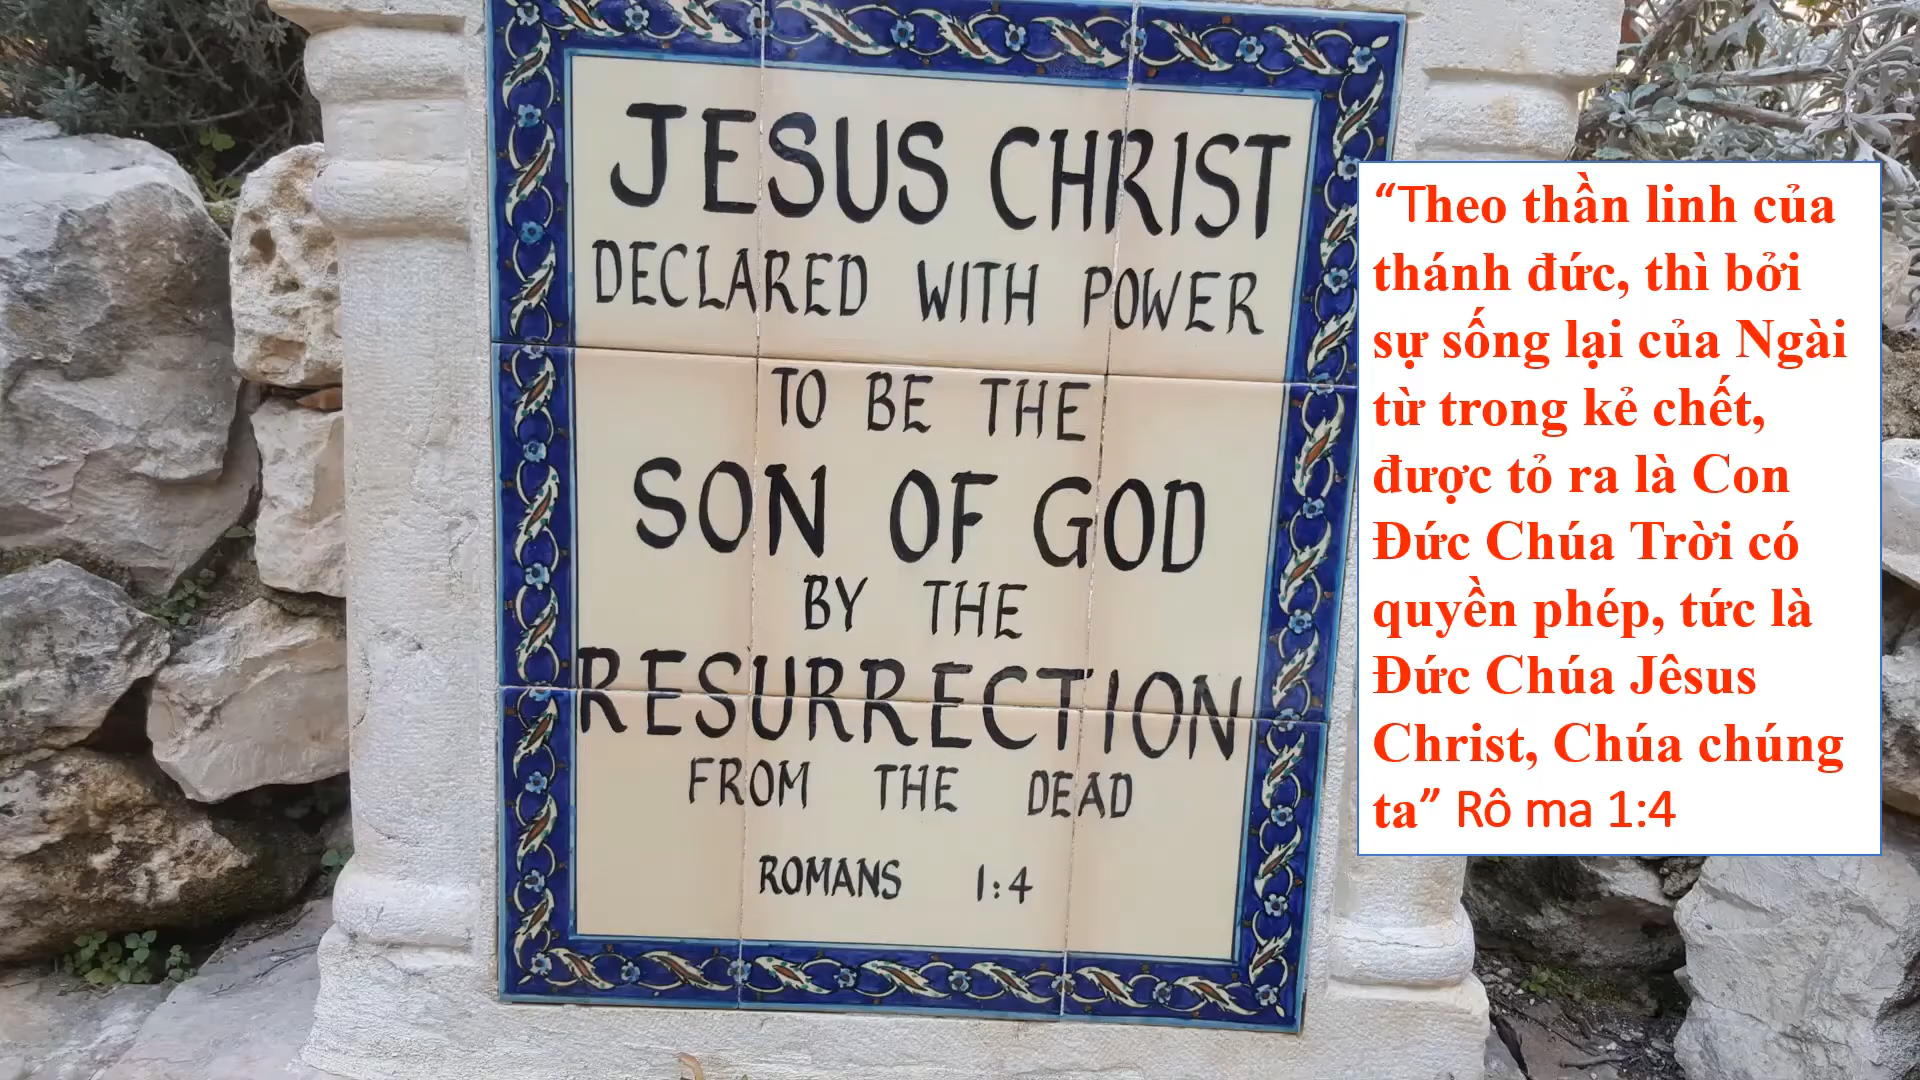 JESUS CHRIST
DECLARED WITH POWER
TO BE THE
SON OF GOD
BY THE
RESURRECTION
FROM THE DEAD
ROMANS 1:4
“Theo thần linh của
thánh đức, thì bởi
sự sống lại của Ngài
từ trong kẻ chết,
được tỏ ra là Con
Đức Chúa Trời có
quyền phép, tức là
Đức Chúa Jêsus
Christ, Chúa chúng
ta” Rô ma 1:4